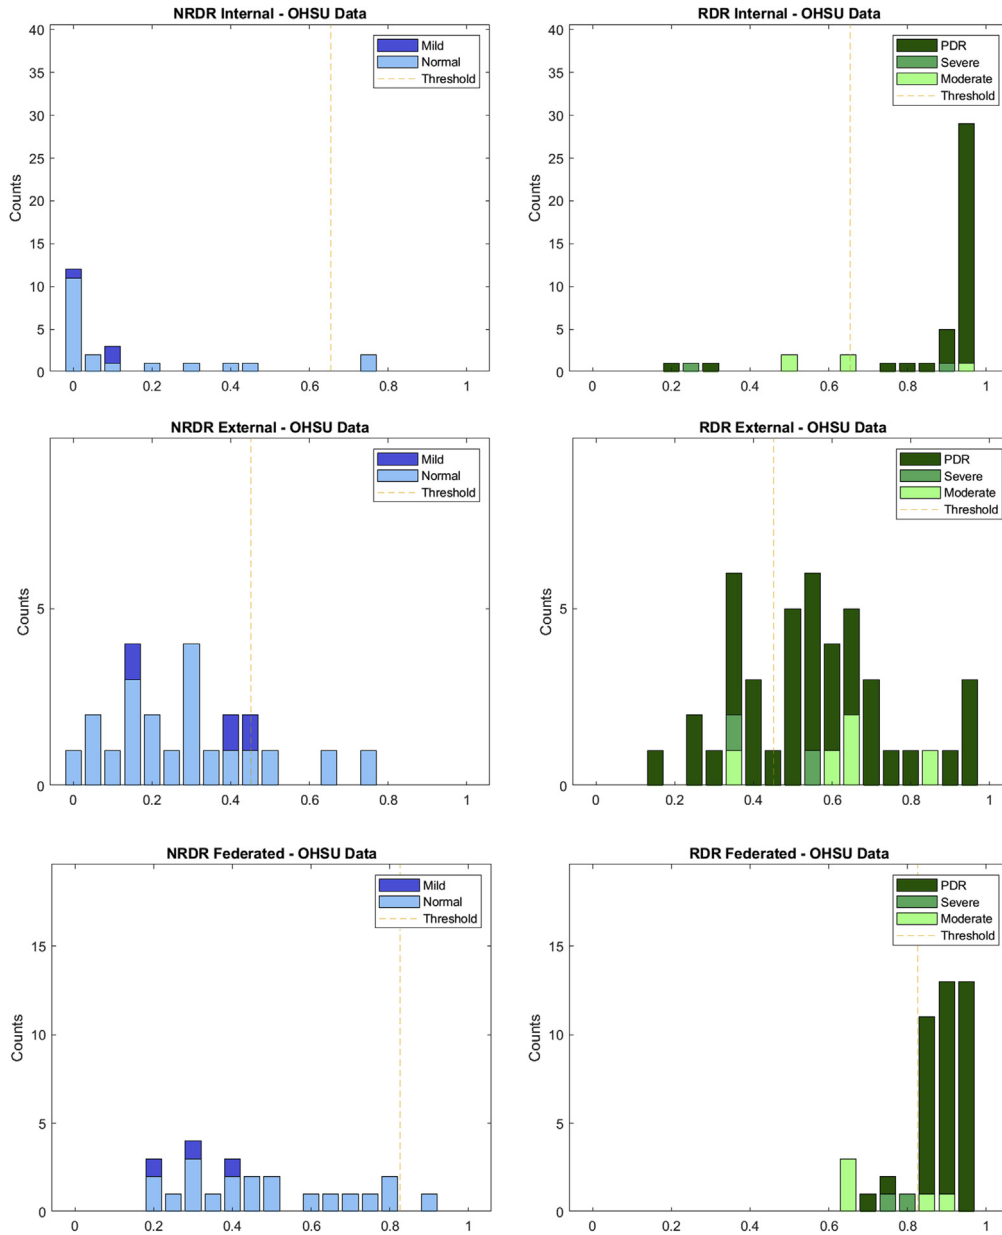 NRDR Internal - OHSU Data
40
35
30
25
20
15
10
5
0
Counts
0 0.2 0.4 0.6 0.8 1
Mild
Normal
Threshold
RDR Internal - OHSU Data
40
35
30
25
20
15
10
5
0
Counts
0 0.2 0.4 0.6 0.8 1
PDR
Severe
Moderate
Threshold
NRDR External - OHSU Data
5
0
Counts
0 0.2 0.4 0.6 0.8 1
Mild
Normal
Threshold
RDR External - OHSU Data
5
0
Counts
0 0.2 0.4 0.6 0.8 1
PDR
Severe
Moderate
Threshold
NRDR Federated - OHSU Data
15
10
5
0
Counts
0 0.2 0.4 0.6 0.8 1
Mild
Normal
Threshold
RDR Federated - OHSU Data
15
10
5
0
Counts
0 0.2 0.4 0.6 0.8 1
PDR
Severe
Moderate
Threshold